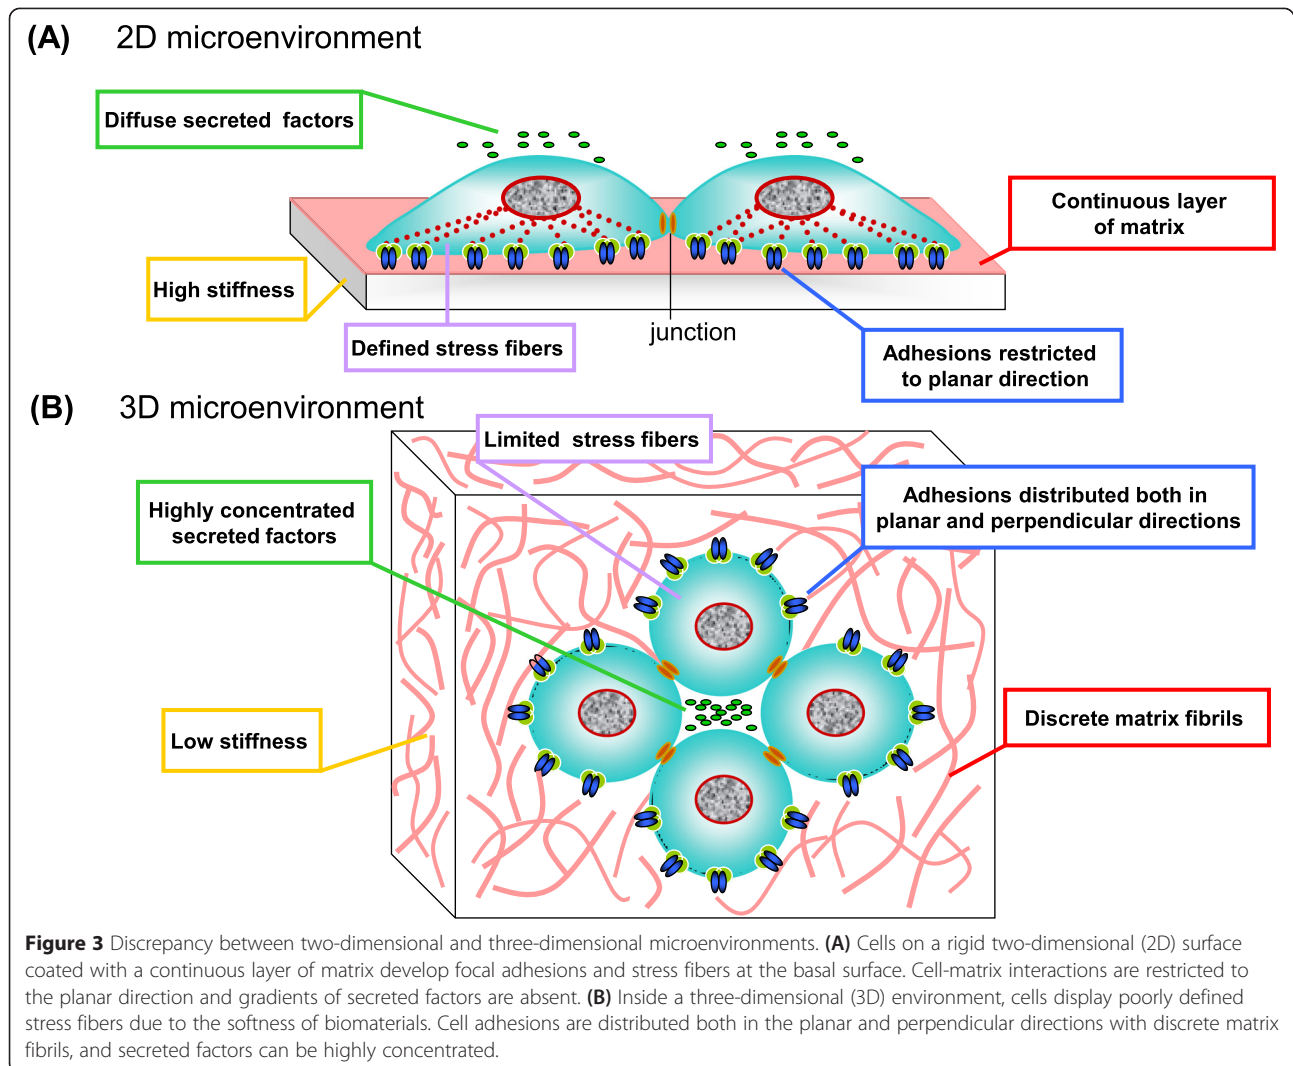 (A) 2D microenvironment
Diffuse secreted factors
Continuous layer
of matrix
High stiffness
Defined stress fibers
junction
Adhesions restricted
to planar direction
(B) 3D microenvironment
Limited stress fibers
Highly concentrated
secreted factors
Adhesions distributed both in
planar and perpendicular directions
Low stiffness
Discrete matrix fibrils
Figure 3 Discrepancy between two-dimensional and three-dimensional microenvironments. (A) Cells on a rigid two-dimensional (2D) surface
coated with a continuous layer of matrix develop focal adhesions and stress fibers at the basal surface. Cell-matrix interactions are restricted to
the planar direction and gradients of secreted factors are absent. (B) Inside a three-dimensional (3D) environment, cells display poorly defined
stress fibers due to the softness of biomaterials. Cell adhesions are distributed both in the planar and perpendicular directions with discrete matrix
fibrils, and secreted factors can be highly concentrated.